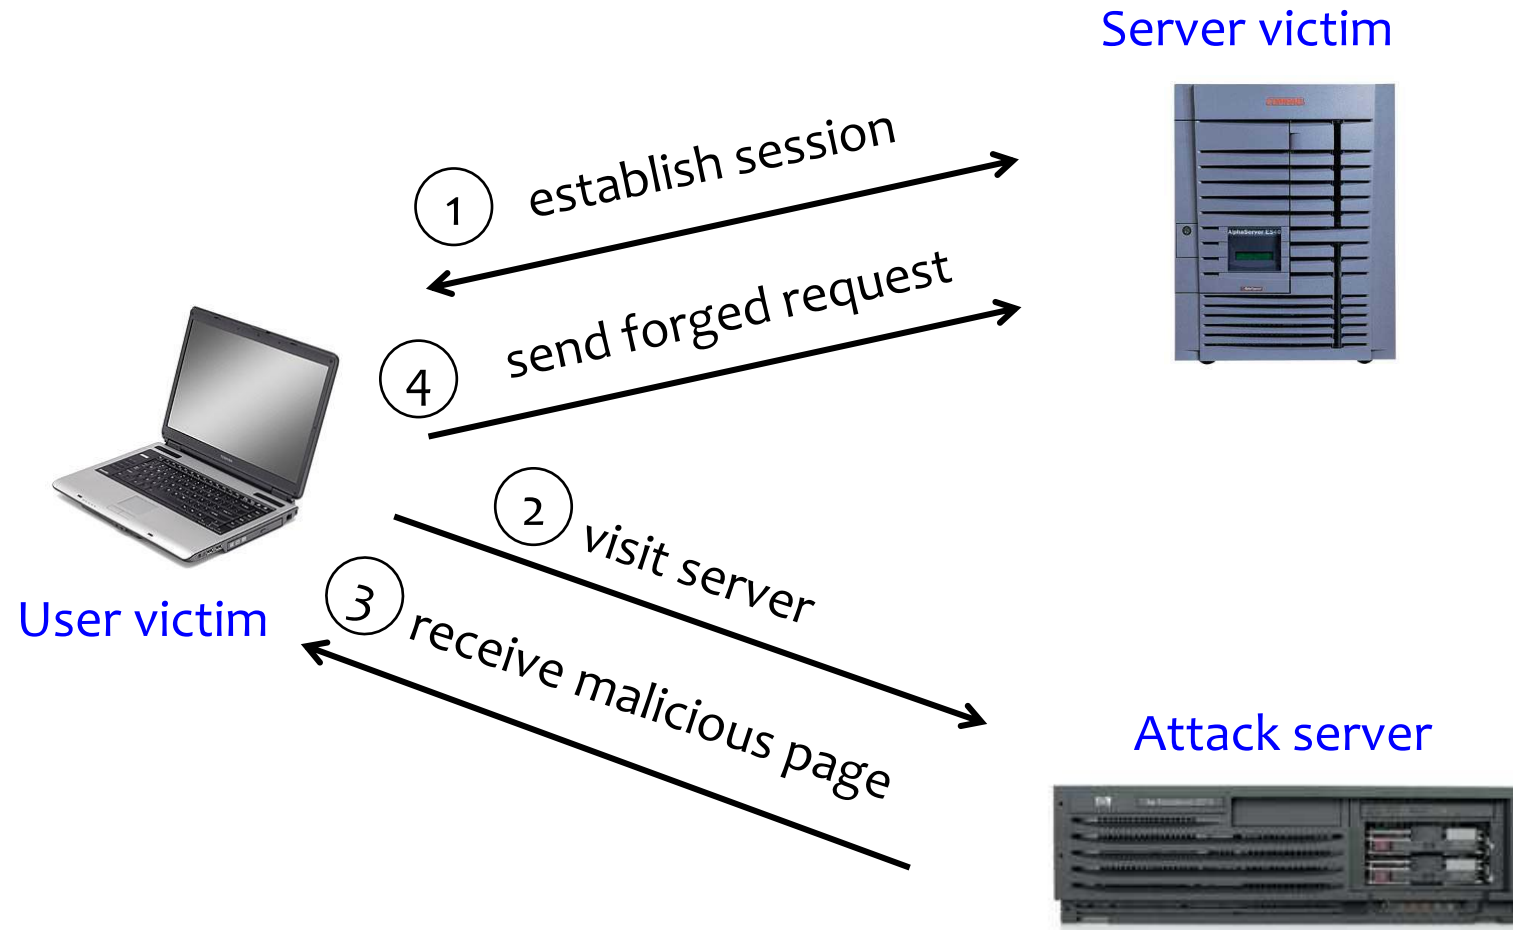 Server victim
1 establish session
4 send forged request
2 visit server
3 receive malicious page
User victim
Attack server